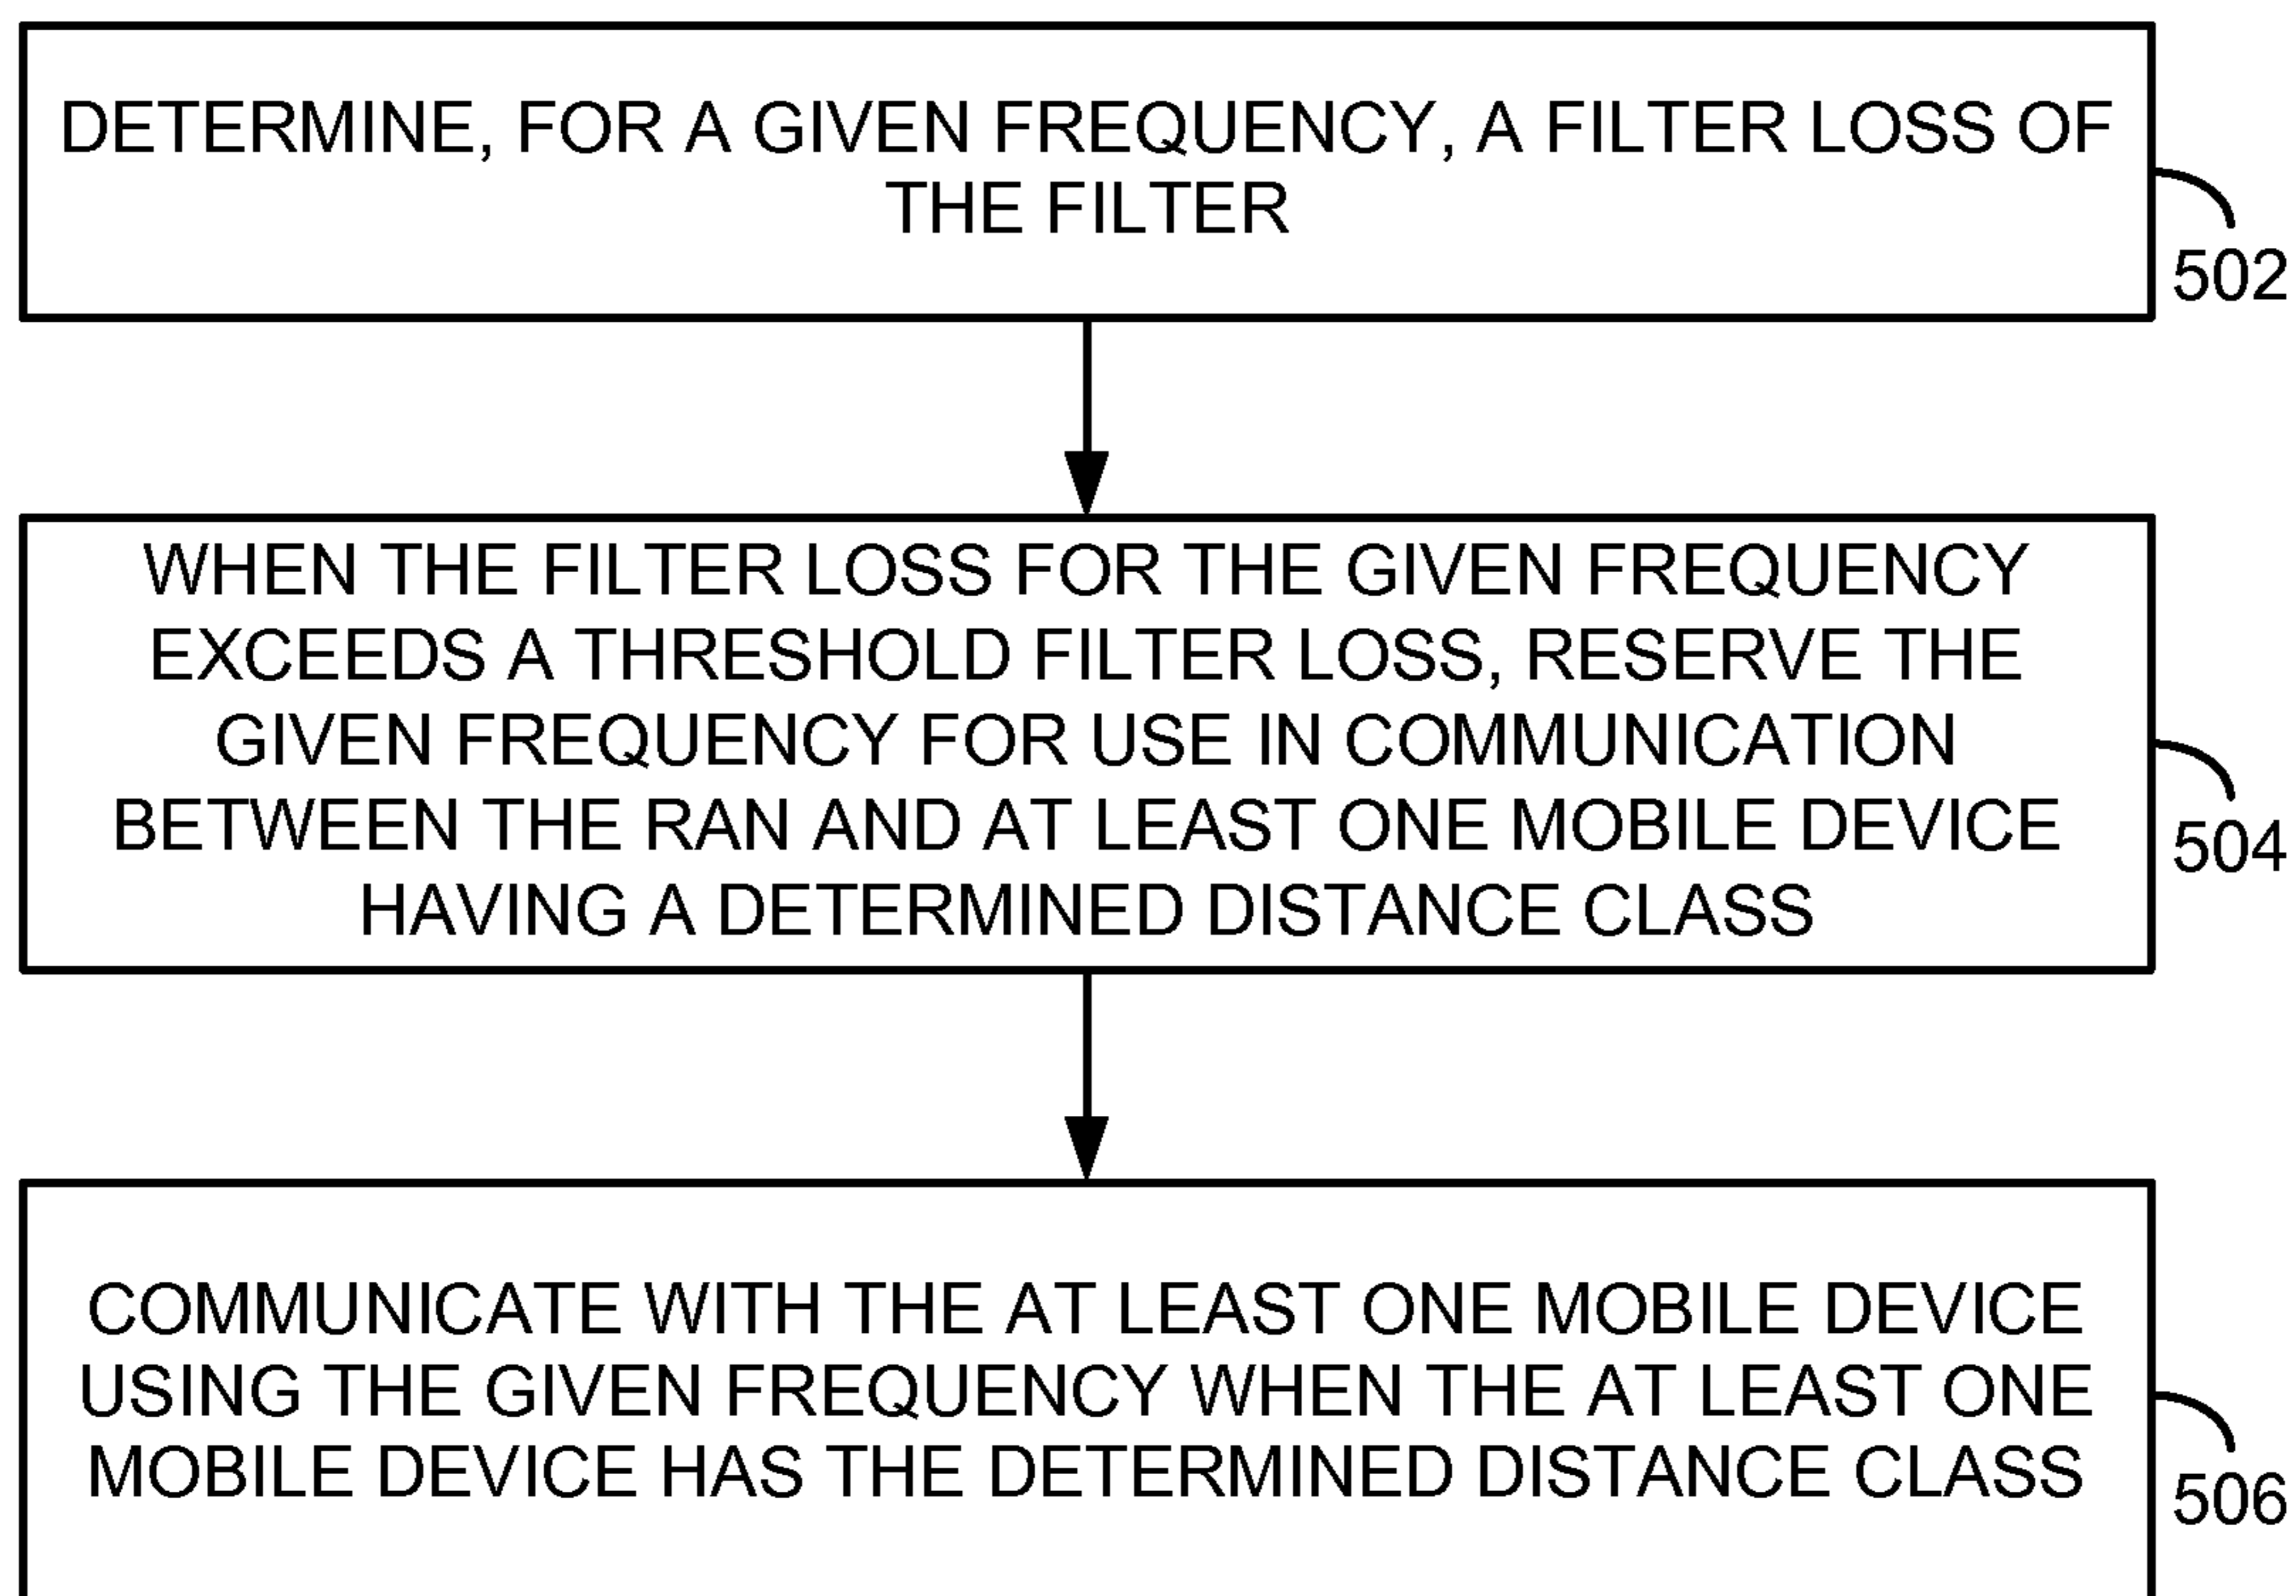 DETERMINE, FOR A GIVEN FREQUENCY, A FILTER LOSS OF
THE FILTER
502
WHEN THE FILTER LOSS FOR THE GIVEN FREQUENCY
EXCEEDS A THRESHOLD FILTER LOSS, RESERVE THE
GIVEN FREQUENCY FOR USE IN COMMUNICATION
BETWEEN THE RAN AND AT LEAST ONE MOBILE DEVICE
HAVING A DETERMINED DISTANCE CLASS
504
COMMUNICATE WITH THE AT LEAST ONE MOBILE DEVICE
USING THE GIVEN FREQUENCY WHEN THE AT LEAST ONE
MOBILE DEVICE HAS THE DETERMINED DISTANCE CLASS
506